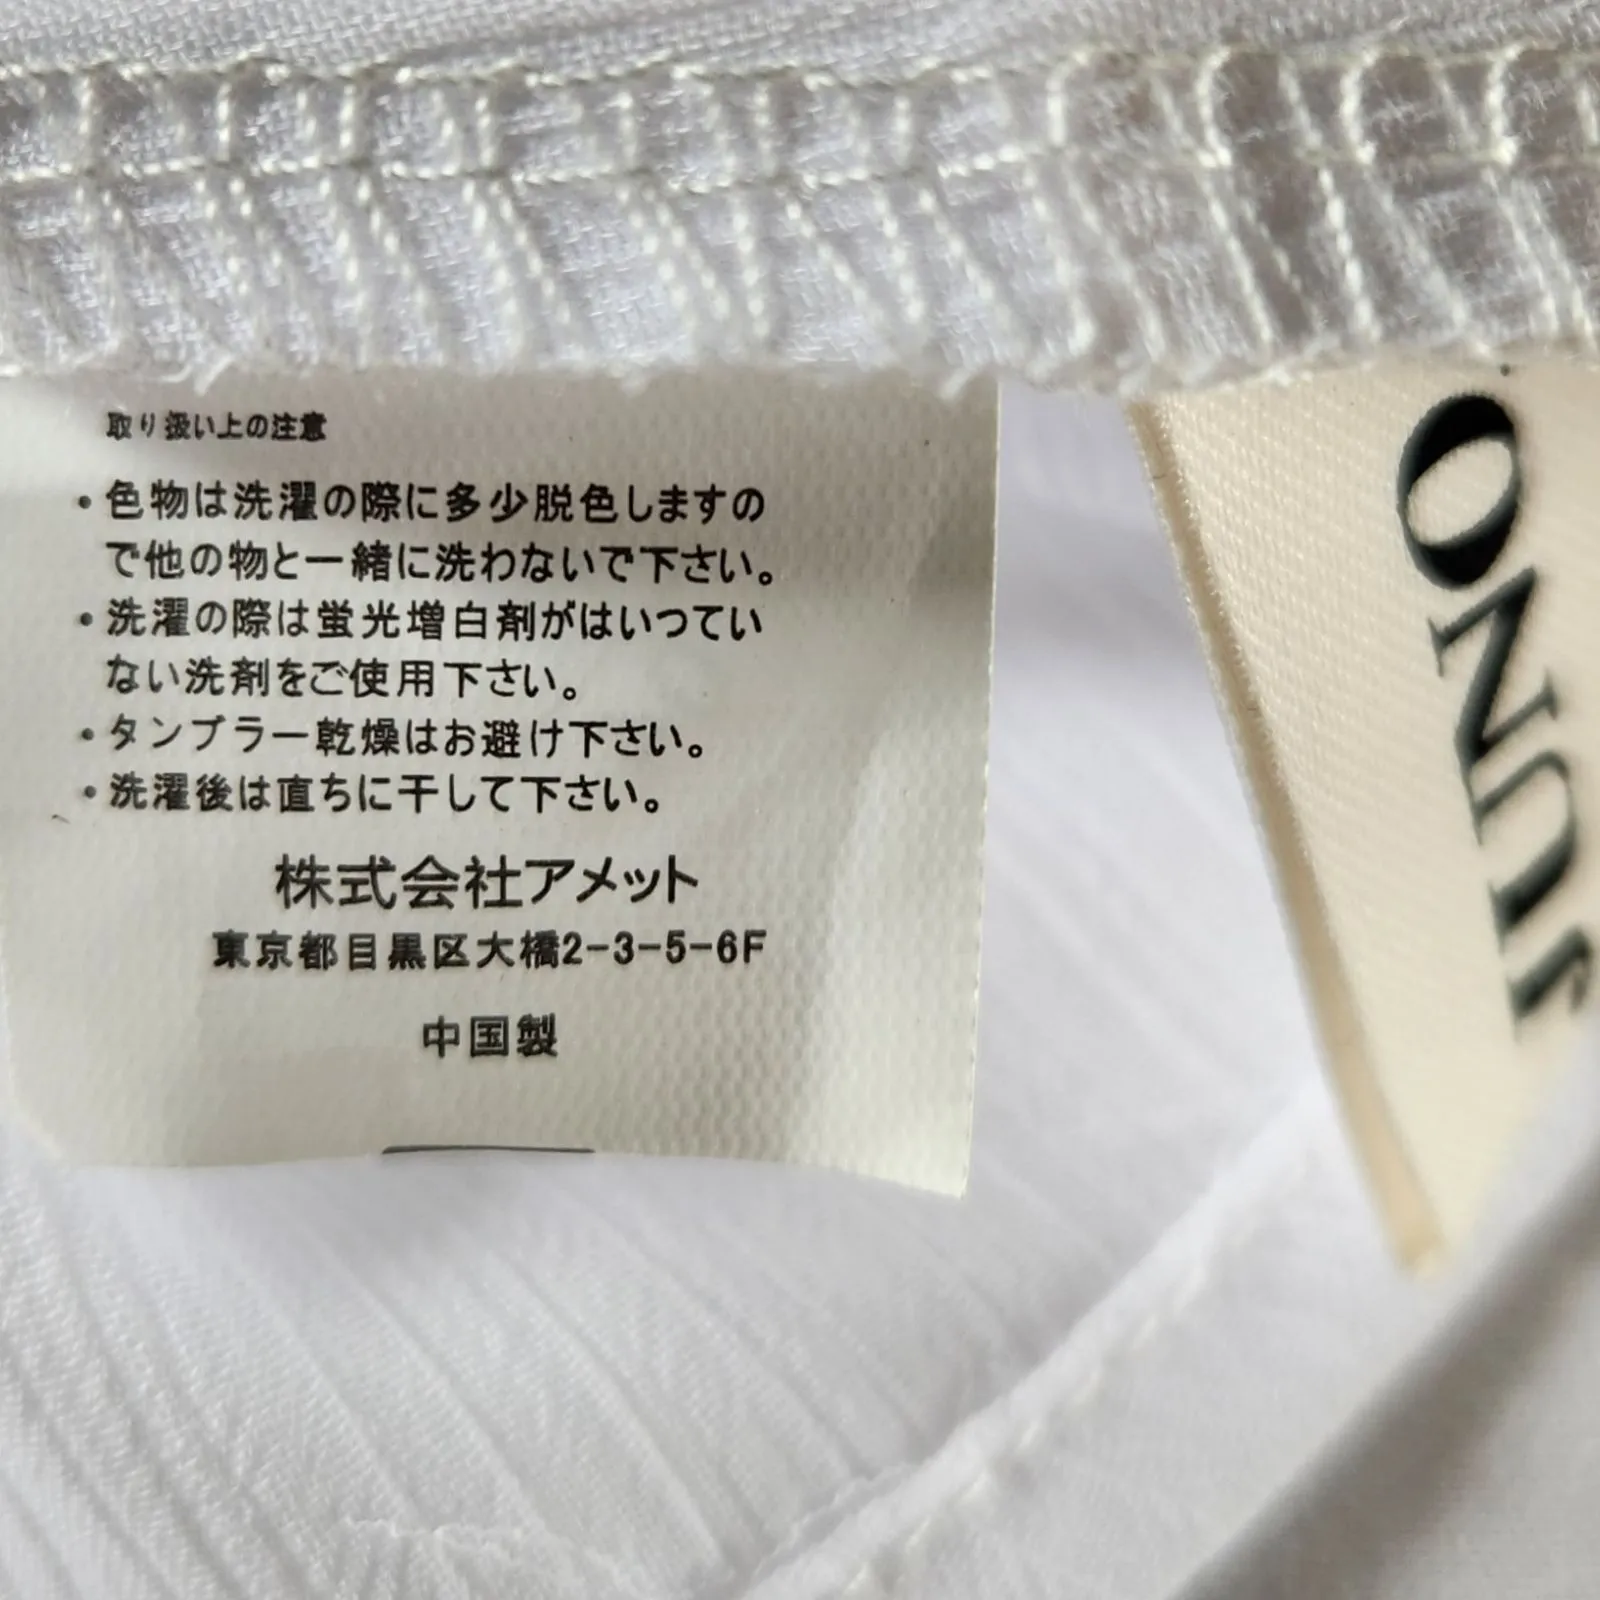 取り扱い上の注意
・色物は洗濯の際に多少脱色しますの
で他の物と一緒に洗わないで下さい。
・洗濯の際は蛍光増白剤がはいつてい
ない洗剤をご使用下さい。
・タンブラー乾燥はお避け下さい。
・洗濯後は直ちに干して下さい。
株式会社アメット
東京都目黒区大橋2-3-5-6F
中国製
JUNO